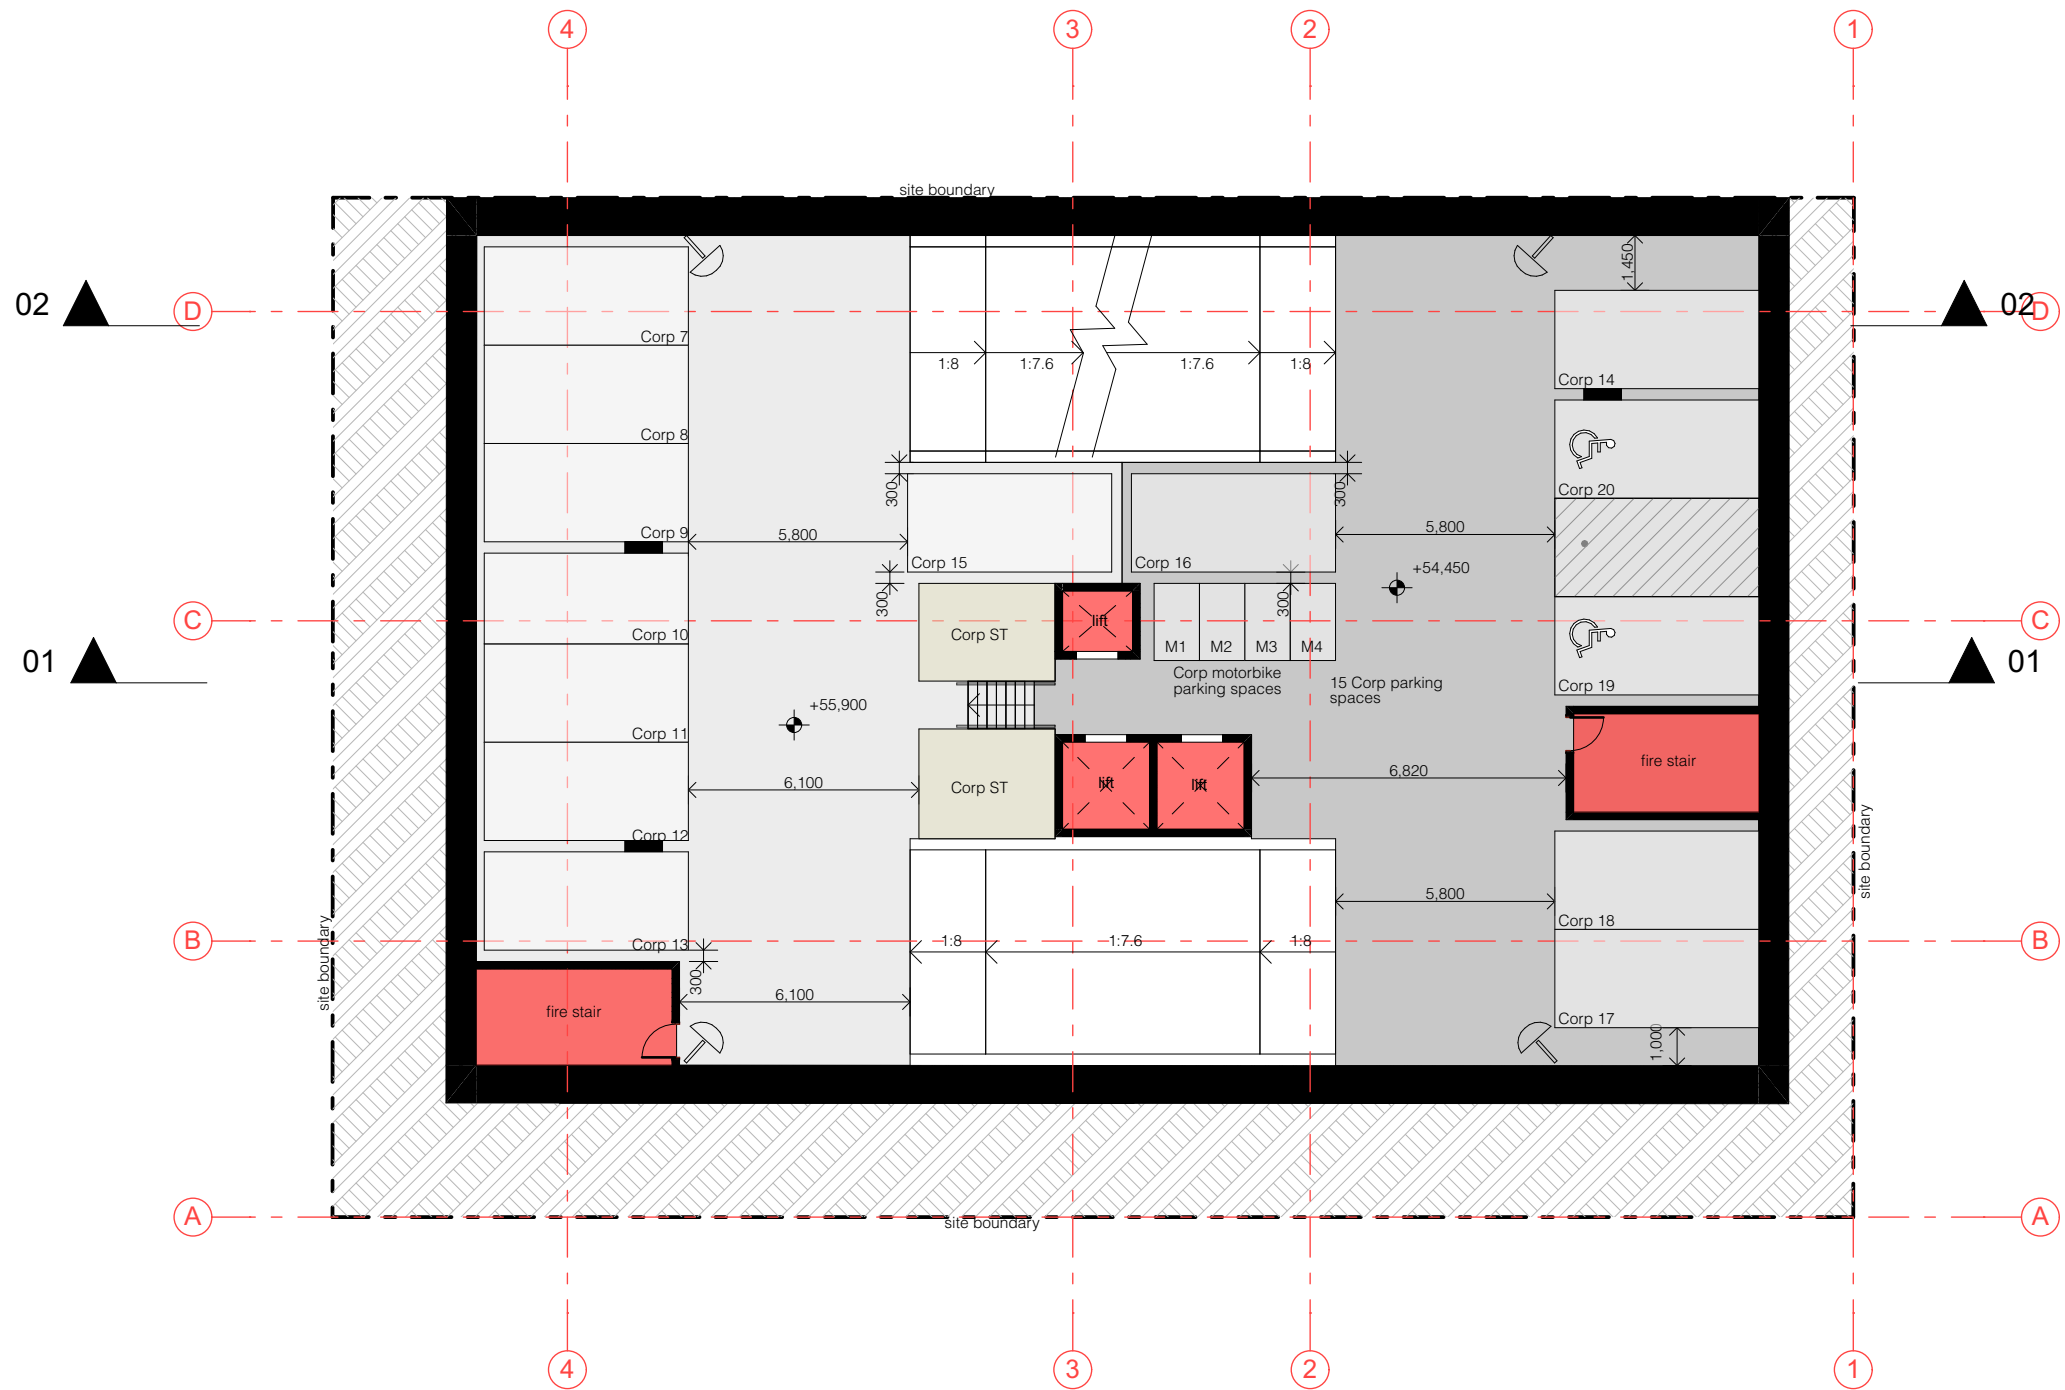 4
3
2
1
site boundary
02
D
02
D
1,450
Corp 7
1:8
1:7.6
1:7.6
1:8
Corp 14
Corp 8
300
300
Corp 20
Corp 9
5,800
5,800
Corp 15
Corp 16
+54,450
300
300
C
C
Corp 10
Corp ST
lift
M1
M2
M3
M4
01
01
Corp motorbike
parking spaces
15 Corp parking
spaces
Corp 19
+55,900
Corp 11
fire stair
6,100
Corp ST
lift
lift
6,820
Corp 12
site boundary
5,800
Corp 18
B
B
Corp 13
1:8
1:7.6
1:8
site boundary
300
6,100
fire stair
Corp 17
1,000
A
A
site boundary
4
3
2
1